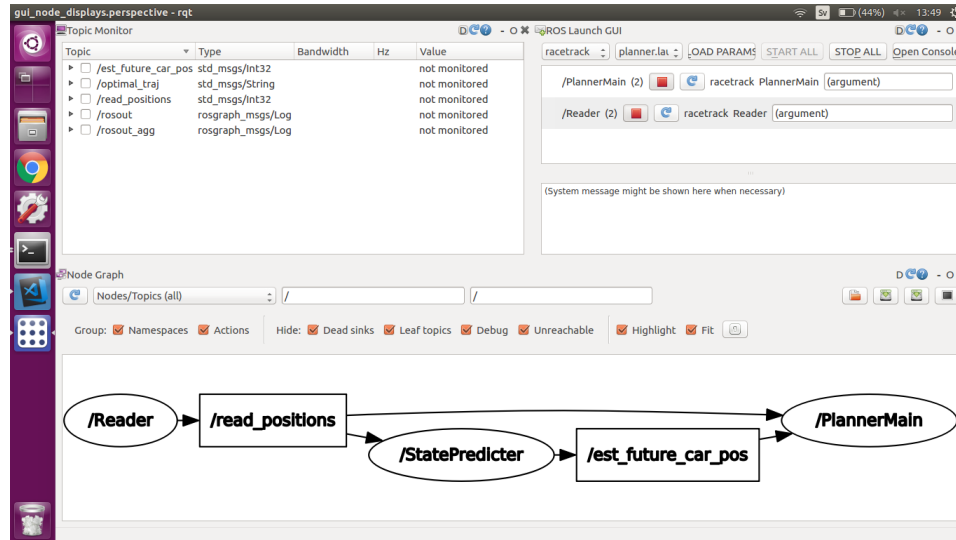 gui_node_displays.perspective - rqt
Sv (44%) 13:49
Topic Monitor
D - O
Topic Type Bandwidth Hz Value
/est_future_car_pos std_msgs/Int32 not monitored
/optimal_traj std_msgs/String not monitored
/read_positions std_msgs/Int32 not monitored
/rosout rosgraph_msgs/Log not monitored
/rosout_agg rosgraph_msgs/Log not monitored
ROS Launch GUI
D - O
racetrack planner.lau OAD PARAMS START ALL STOP ALL Open Console
/PlannerMain (2) racetrack PlannerMain (argument)
/Reader (2) racetrack Reader (argument)
(System message might be shown here when necessary)
Node Graph
D - O
Nodes/Topics (all) / /
Group: Namespaces Actions Hide: Dead sinks Leaf topics Debug Unreachable Highlight Fit
/Reader
/read_positions
/StatePredicter
/est_future_car_pos
/PlannerMain